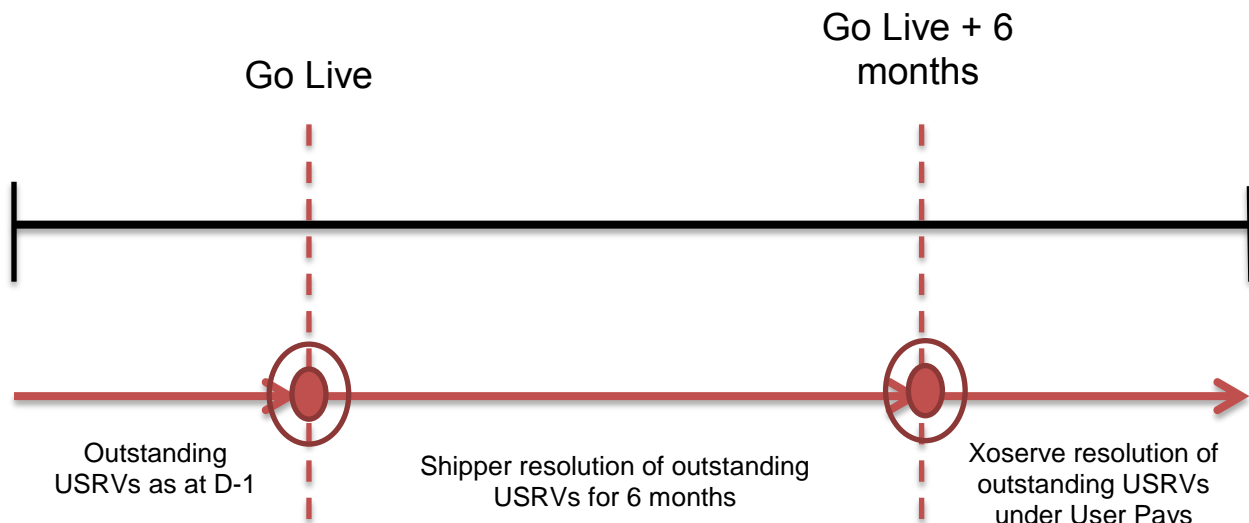 Go Live
Go Live + 6
months
Outstanding
USRVs as at D-1
Shipper resolution of outstanding
USRVs for 6 months
Xoserve resolution of
outstanding USRVs
under User Pays